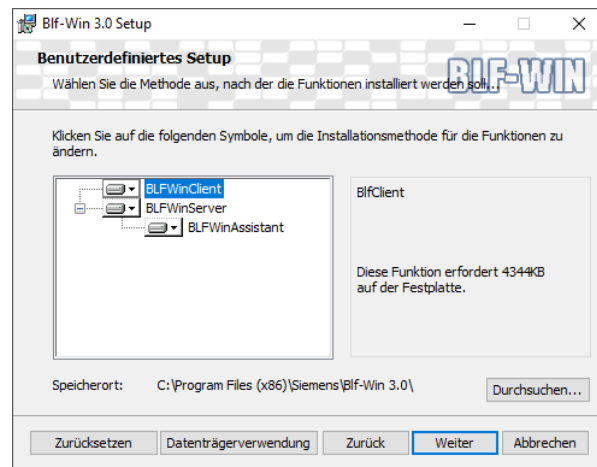 Blf-Win 3.0 Setup
Benutzerdefiniertes Setup
Wählen Sie die Methode aus, nach der die Funktionen installiert werden soll...
BLF-WIN
Klicken Sie auf die folgenden Symbole, um die Installationsmethode für die Funktionen zu
ändern.
BLFWinClient
BLFWinServer
BLFWinAssistant
BlfClient
Diese Funktion erfordert 4344KB
auf der Festplatte.
Speicherort: C:\Program Files (x86)\Siemens\Blf-Win 3.0\
Durchsuchen...
Zurücksetzen Datenträgerverwendung Zurück Weiter Abbrechen